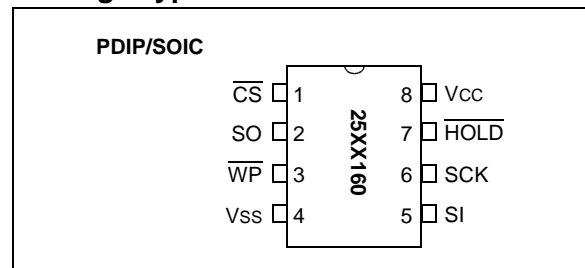 PDIP/SOIC
CS 1 8 VCC
SO 2 7 HOLD
WP 3 6 SCK
VSS 4 5 SI
25XX160